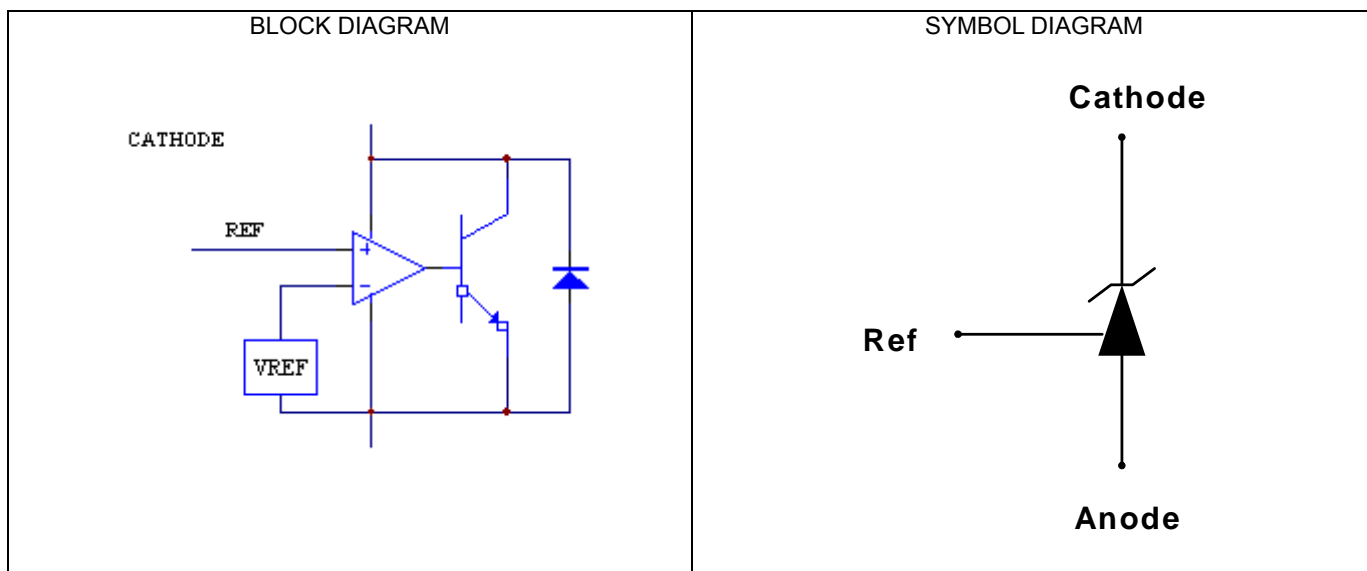 BLOCK DIAGRAM
CATHODE
REF
+
−
VREF
SYMBOL DIAGRAM
Cathode
Ref
Anode